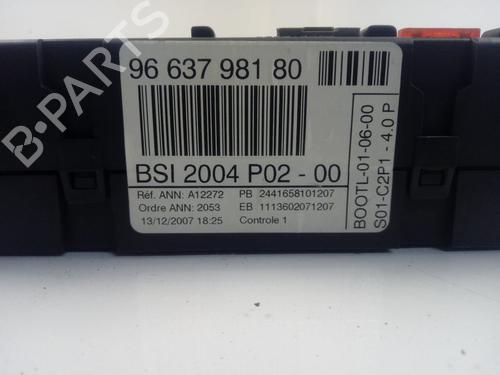 96 637 981 80
BSI 2004 P02 - 00
Réf. ANN: A12272 PB 2441658101207
Ordre ANN: 2053 EB 1113602071207
13/12/2007 18:25 Controle 1
BOOTL-01-06-00
S01-C2P1 - 4.0 P
B-PARTS